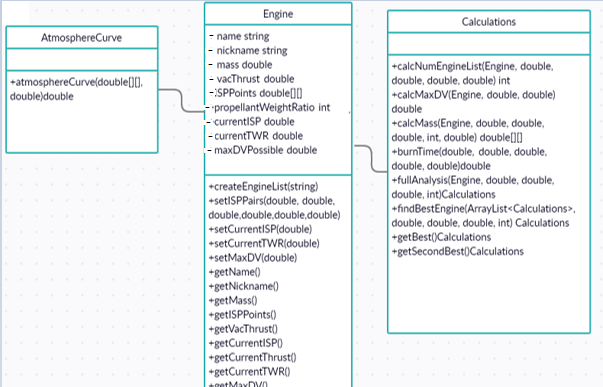 AtmosphereCurve
+atmosphereCurve(double[][],
double)double
Engine
- name string
- nickname string
- mass double
- vacThrust double
-ISPPoints double[][]
-propellantWeightRatio int
-currentISP double
-currentTWR double
-maxDVPossible double
+createEngineList(string)
+setISPPairs(double, double,
double,double,double,double)
+setCurrentISP(double)
+setCurrentTWR(double)
+setMaxDV(double)
+getName()
+getNickname()
+getMass()
+getISPPoints()
+getVacThrust()
+getCurrentISP()
+getCurrentThrust()
+getCurrentTWR()
+getMaxDV()
Calculations
+calcNumEngineList(Engine, double,
double, double, double) int
+calcMaxDV(Engine, double, double)
double
+calcMass(Engine, double, double,
double, int, double) double[][]
+burnTime(double, double, double,
double, double)double
+fullAnalysis(Engine, double, double,
double, int)Calculations
+findBestEngine(ArrayList<Calculations>,
double, double, double, int) Calculations
+getBest()Calculations
+getSecondBest()Calculations